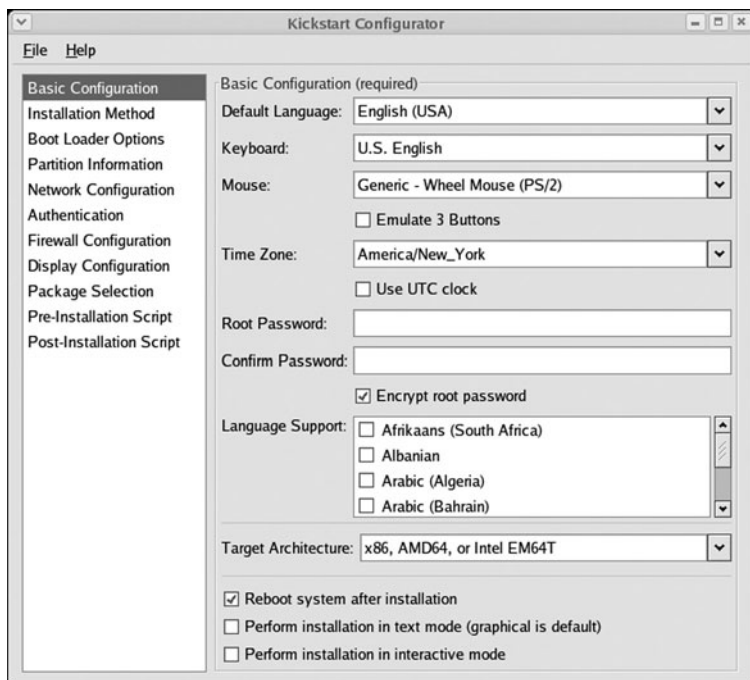 Kickstart Configurator
File Help
Basic Configuration
Installation Method
Boot Loader Options
Partition Information
Network Configuration
Authentication
Firewall Configuration
Display Configuration
Package Selection
Pre-Installation Script
Post-Installation Script
Basic Configuration (required)
Default Language: English (USA)
Keyboard: U.S. English
Mouse: Generic - Wheel Mouse (PS/2)
Emulate 3 Buttons
Time Zone: America/New_York
Use UTC clock
Root Password:
Confirm Password:
Encrypt root password
Language Support: Afrikaans (South Africa)
Albanian
Arabic (Algeria)
Arabic (Bahrain)
Target Architecture: x86, AMD64, or Intel EM64T
Reboot system after installation
Perform installation in text mode (graphical is default)
Perform installation in interactive mode